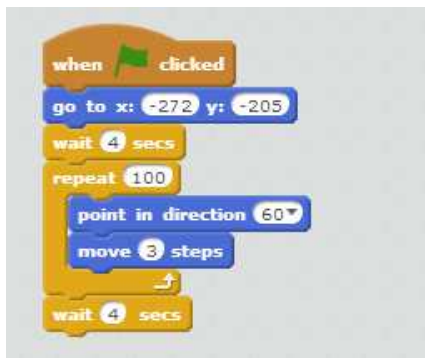 when clicked
go to x: -272 y: -205
wait 4 secs
repeat 100
point in direction 60
move 3 steps
wait 4 secs